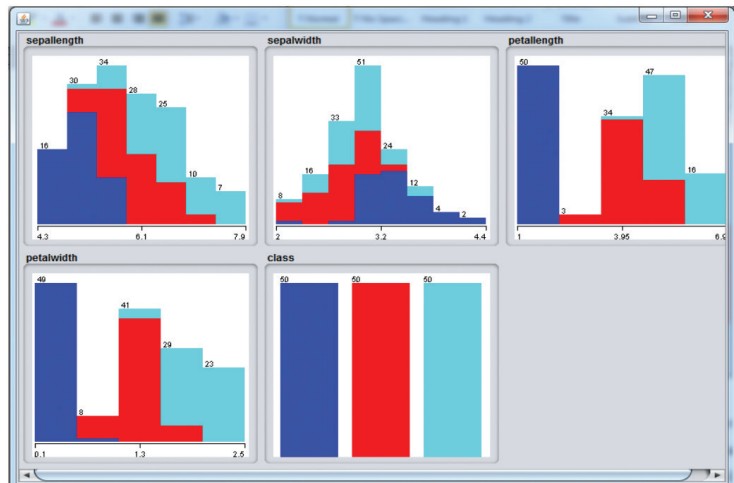 sepallength
sepalwidth
petallength
16 30 34 28 25 10 7
4.3 6.1 7.9
8 16 33 51 24 12 4 2
2 3.2 4.4
50 3 34 47 16
1 3.95 6.9
petalwidth
class
49 8 41 29 23
0.1 1.3 2.5
50 50 50